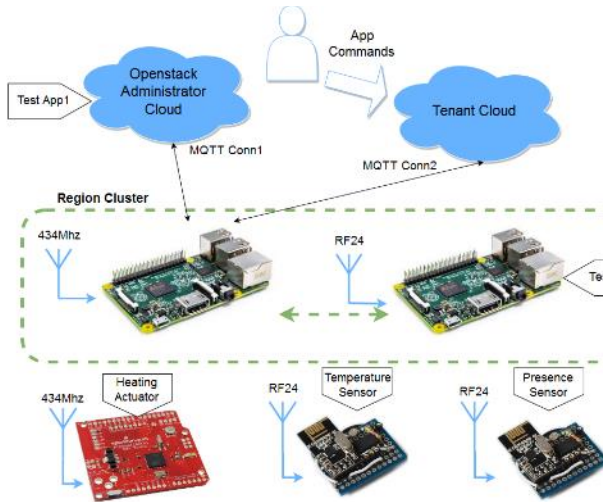 App
Commands
Openstack
Administrator
Cloud
Test App1
Tenant Cloud
MQTT Conn1
MQTT Conn2
Region Cluster
434Mhz
RF24
Tes
434Mhz
Heating
Actuator
RF24
Temperature
Sensor
RF24
Presence
Sensor